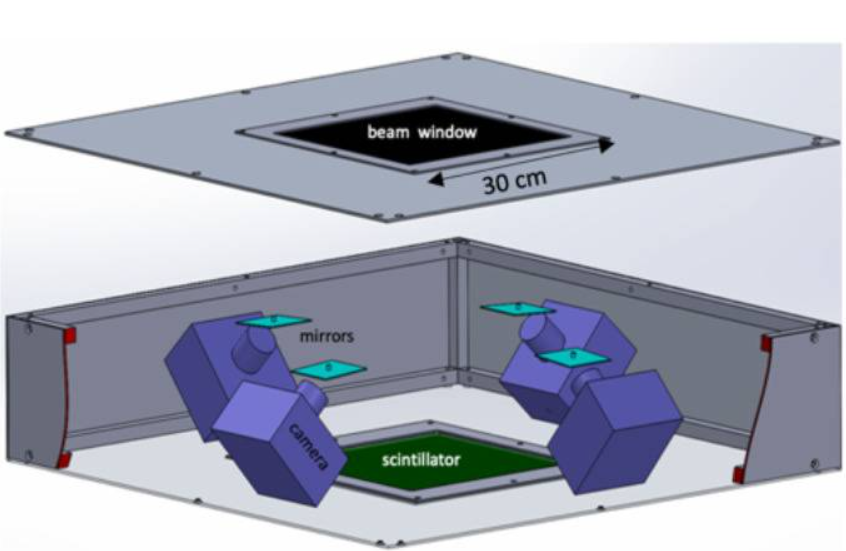 beam window
30 cm
mirrors
camera
scintillator